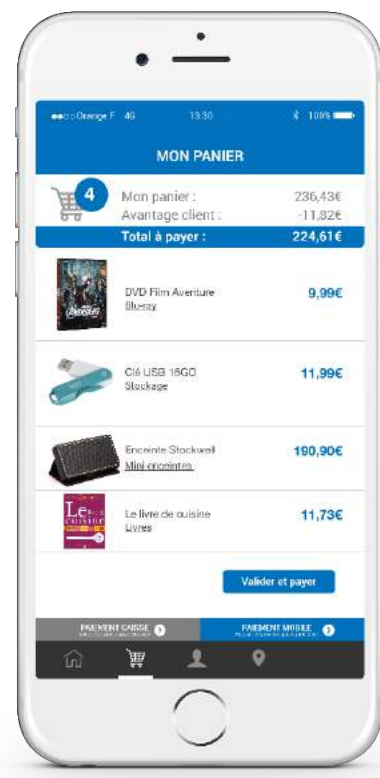 Orange F 4G 13:30 100%
MON PANIER
4
Mon panier : 236,43€
Avantage client : -11,82€
Total à payer : 224,61€
DVD Film Aventure 9,99€
Blu-ray
Clé USB 16GO 11,99€
Stockage
Enceinte Stockwell 190,90€
Mini enceintes
Le livre de cuisine 11,73€
Livres
Valider et payer
PAIEMENT CAISSE
PAIEMENT MOBILE